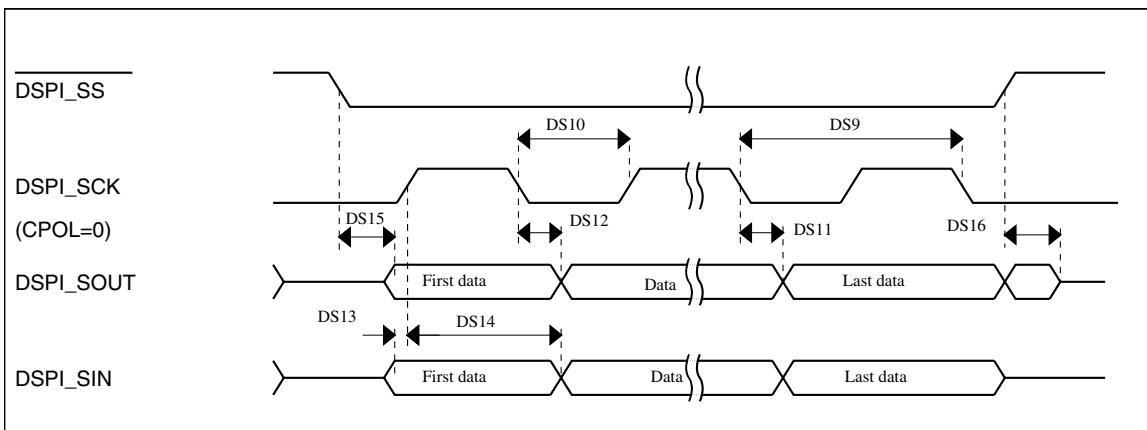 DSPI_SS
DS10
DS9
DSPI_SCK
(CPOL=0)
DS15
DS12
DS11
DS16
DSPI_SOUT
First data
Data
Last data
DS13
DS14
DSPI_SIN
First data
Data
Last data